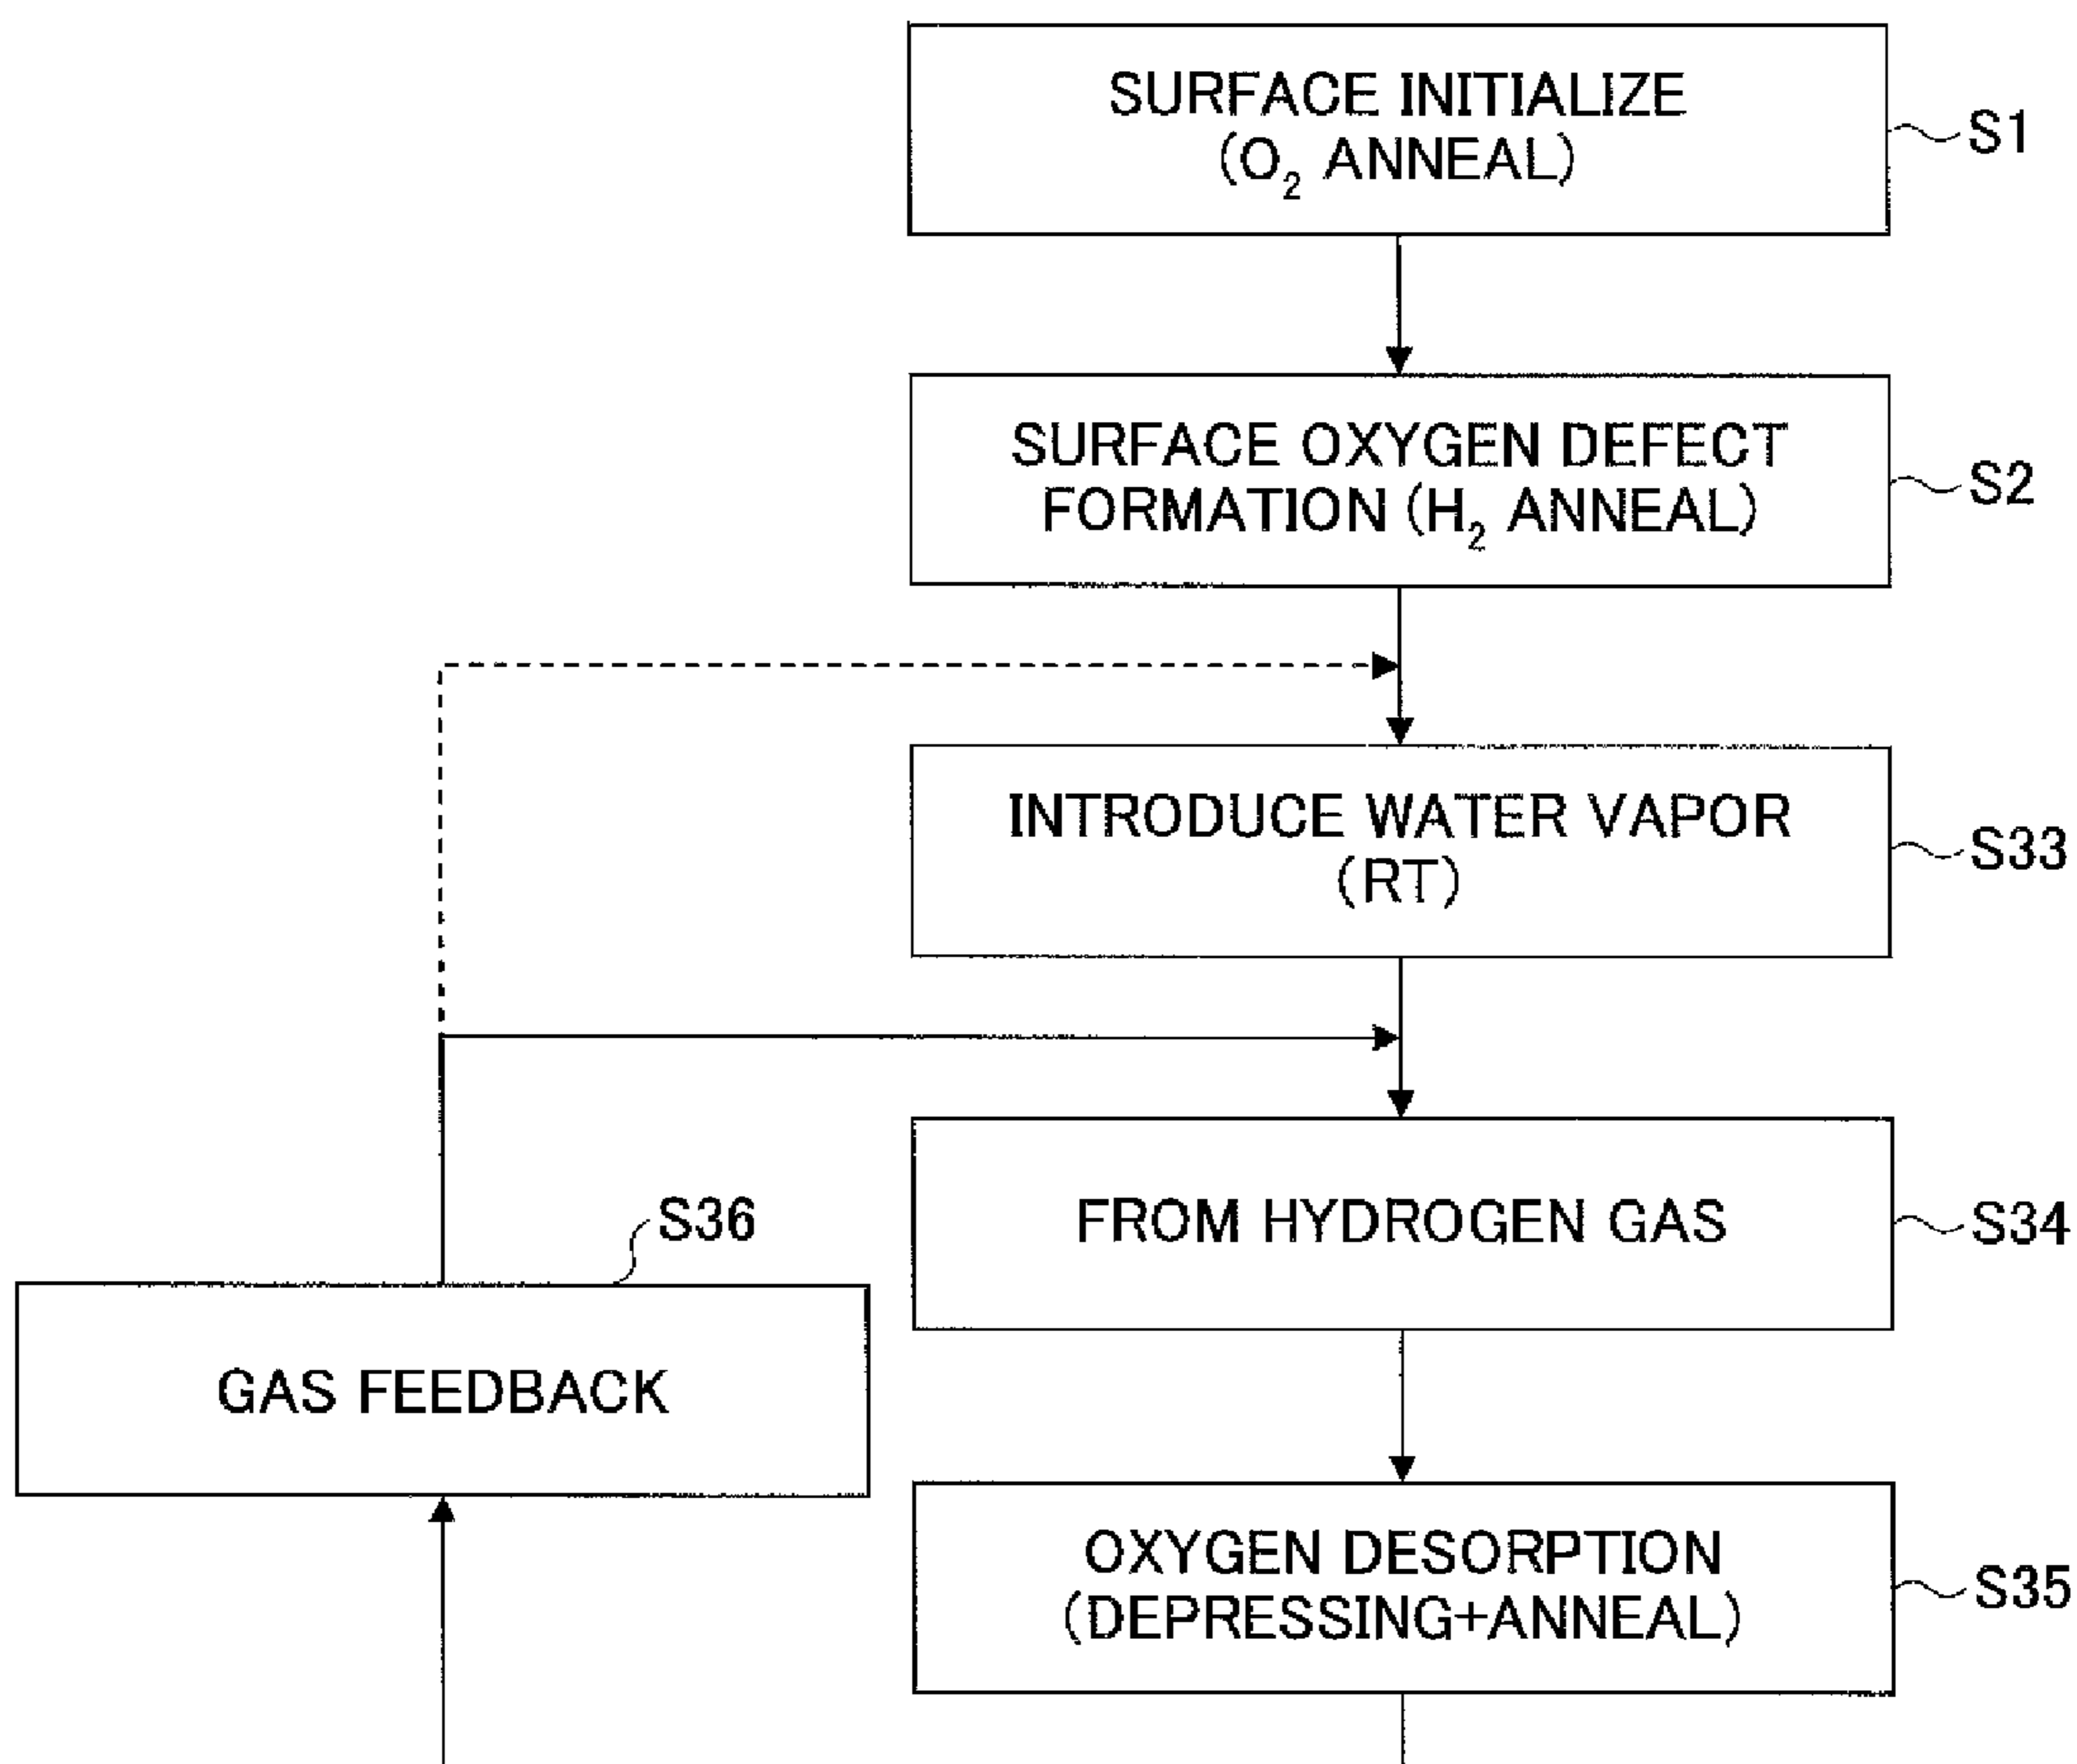 SURFACE INITIALIZE
(O₂ ANNEAL)
S1
SURFACE OXYGEN DEFECT
FORMATION (H₂ ANNEAL)
S2
INTRODUCE WATER VAPOR
(RT)
S33
FROM HYDROGEN GAS
S34
S36
GAS FEEDBACK
OXYGEN DESORPTION
(DEPRESSING+ANNEAL)
S35